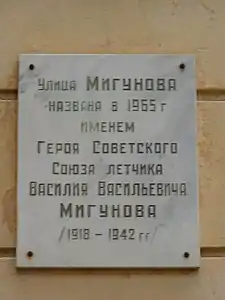 Улица Мигунова
названа в 1965 г
именем
Героя Советского
Союза летчика
Василия Васильевича
Мигунова
/1918 - 1942 гг/